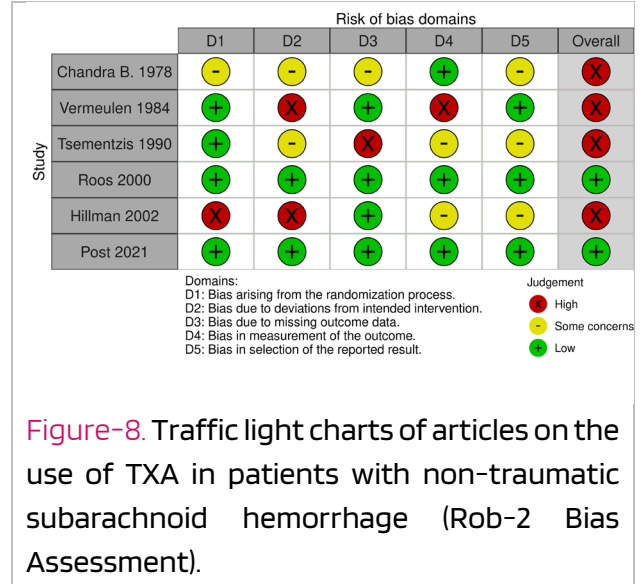 Risk of bias domains
D1 D2 D3 D4 D5 Overall
Study
Chandra B. 1978 - - - + - X
Vermeulen 1984 + X + X + X
Tsementzis 1990 + - X - - X
Roos 2000 + + + + + +
Hillman 2002 X X + - - X
Post 2021 + + + + + +
Domains:
D1: Bias arising from the randomization process.
D2: Bias due to deviations from intended intervention.
D3: Bias due to missing outcome data.
D4: Bias in measurement of the outcome.
D5: Bias in selection of the reported result.
Judgement
X High
- Some concerns
+ Low
Figure-8. Traffic light charts of articles on the
use of TXA in patients with non-traumatic
subarachnoid hemorrhage (Rob-2 Bias
Assessment).